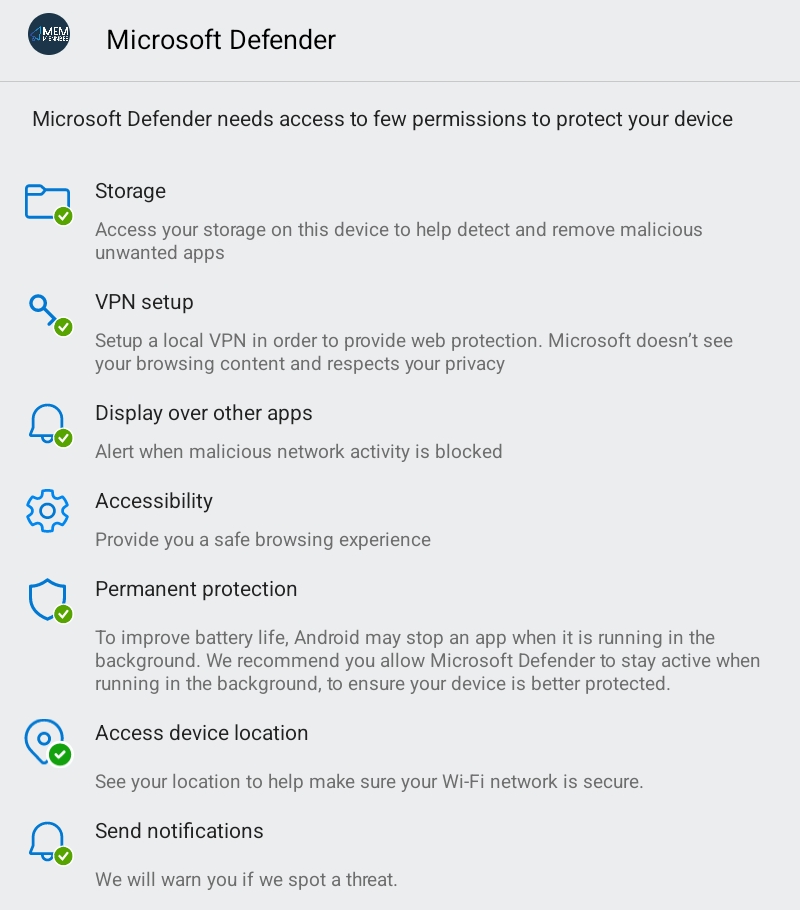 MEM
Microsoft Defender
Microsoft Defender needs access to few permissions to protect your device
Storage
Access your storage on this device to help detect and remove malicious
unwanted apps
VPN setup
Setup a local VPN in order to provide web protection. Microsoft doesn’t see
your browsing content and respects your privacy
Display over other apps
Alert when malicious network activity is blocked
Accessibility
Provide you a safe browsing experience
Permanent protection
To improve battery life, Android may stop an app when it is running in the
background. We recommend you allow Microsoft Defender to stay active when
running in the background, to ensure your device is better protected.
Access device location
See your location to help make sure your Wi-Fi network is secure.
Send notifications
We will warn you if we spot a threat.